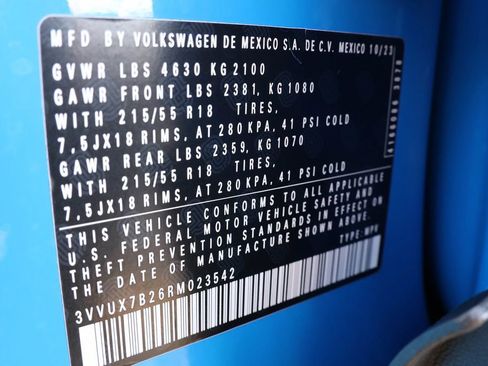 MFD BY VOLKSWAGEN DE MEXICO S.A. DE C.V. MEXICO 10/23
GVWR LBS 4630 KG 2100
GAWR FRONT LBS 2381, KG 1080
WITH 215/55 R18 TIRES,
7,5JX18 RIMS, AT 280 KPA, 41 PSI COLD
GAWR REAR LBS 2359, KG 1070
WITH 215/55 R18 TIRES,
7,5JX18 RIMS, AT 280 KPA, 41 PSI COLD
THIS VEHICLE CONFORMS TO ALL APPLICABLE
U.S. FEDERAL MOTOR VEHICLE SAFETY AND
THEFT PREVENTION STANDARDS IN EFFECT ON
THE DATE OF MANUFACTURE SHOWN ABOVE.
TYPE: MPV
3VVUX7B26RM023542